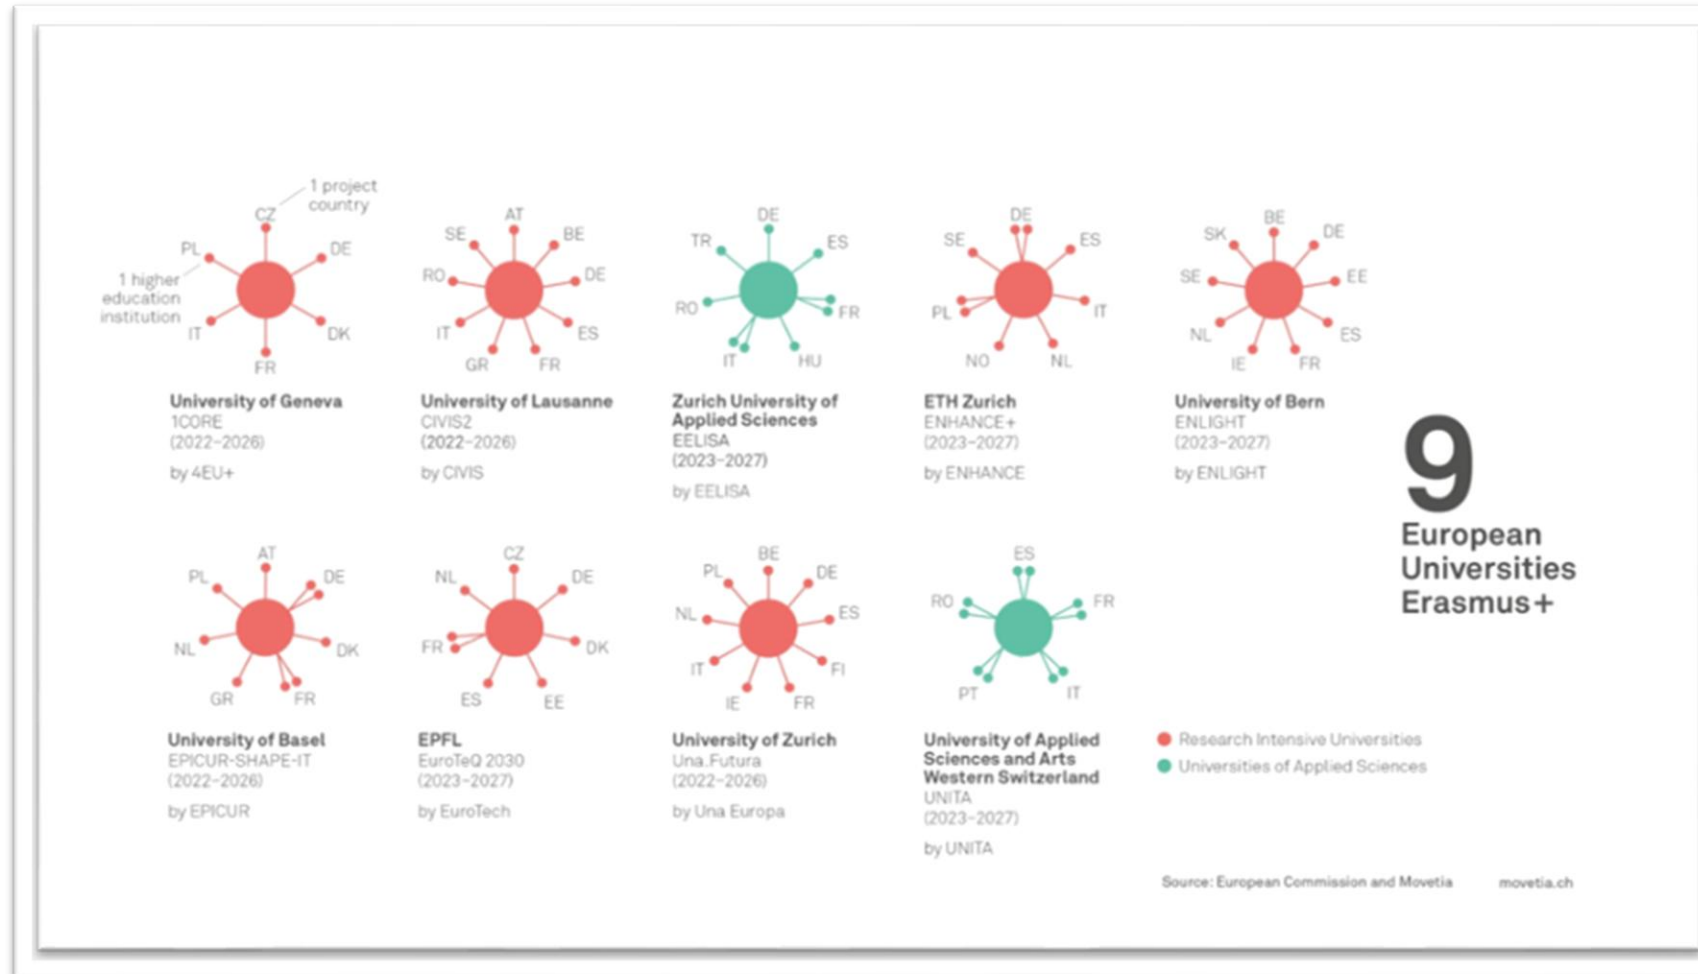 1 project
country
CZ
PL
DE
1 higher
education
institution
IT
DK
FR
University of Geneva
1CORE
(2022–2026)
by 4EU+
AT
SE
BE
RO
DE
IT
ES
GR
FR
University of Lausanne
CIVIS2
(2022–2026)
by CIVIS
DE
TR
ES
RO
FR
IT
HU
Zurich University of
Applied Sciences
EELISA
(2023–2027)
by EELISA
DE
SE
ES
PL
IT
NO
NL
ETH Zurich
ENHANCE+
(2023–2027)
by ENHANCE
BE
SK
DE
SE
EE
NL
ES
IE
FR
University of Bern
ENLIGHT
(2023–2027)
by ENLIGHT
9
European
Universities
Erasmus+
AT
PL
DE
NL
DK
GR
FR
University of Basel
EPICUR-SHAPE-IT
(2022–2026)
by EPICUR
CZ
NL
DE
FR
DK
ES
EE
EPFL
EuroTeQ 2030
(2023–2027)
by EuroTech
BE
PL
DE
NL
ES
IT
FI
IE
FR
University of Zurich
Una.Futura
(2022–2026)
by Una Europa
ES
RO
FR
PT
IT
University of Applied
Sciences and Arts
Western Switzerland
UNITA
(2023–2027)
by UNITA
Research Intensive Universities
Universities of Applied Sciences
Source: European Commission and Movetia movetia.ch